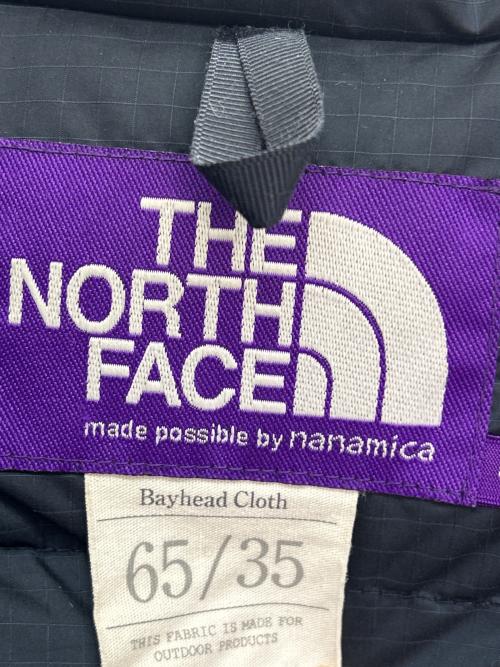 THE
NORTH
FACE
made possible by nanamica
Bayhead Cloth
65/35
THIS FABRIC IS MADE FOR
OUTDOOR PRODUCTS